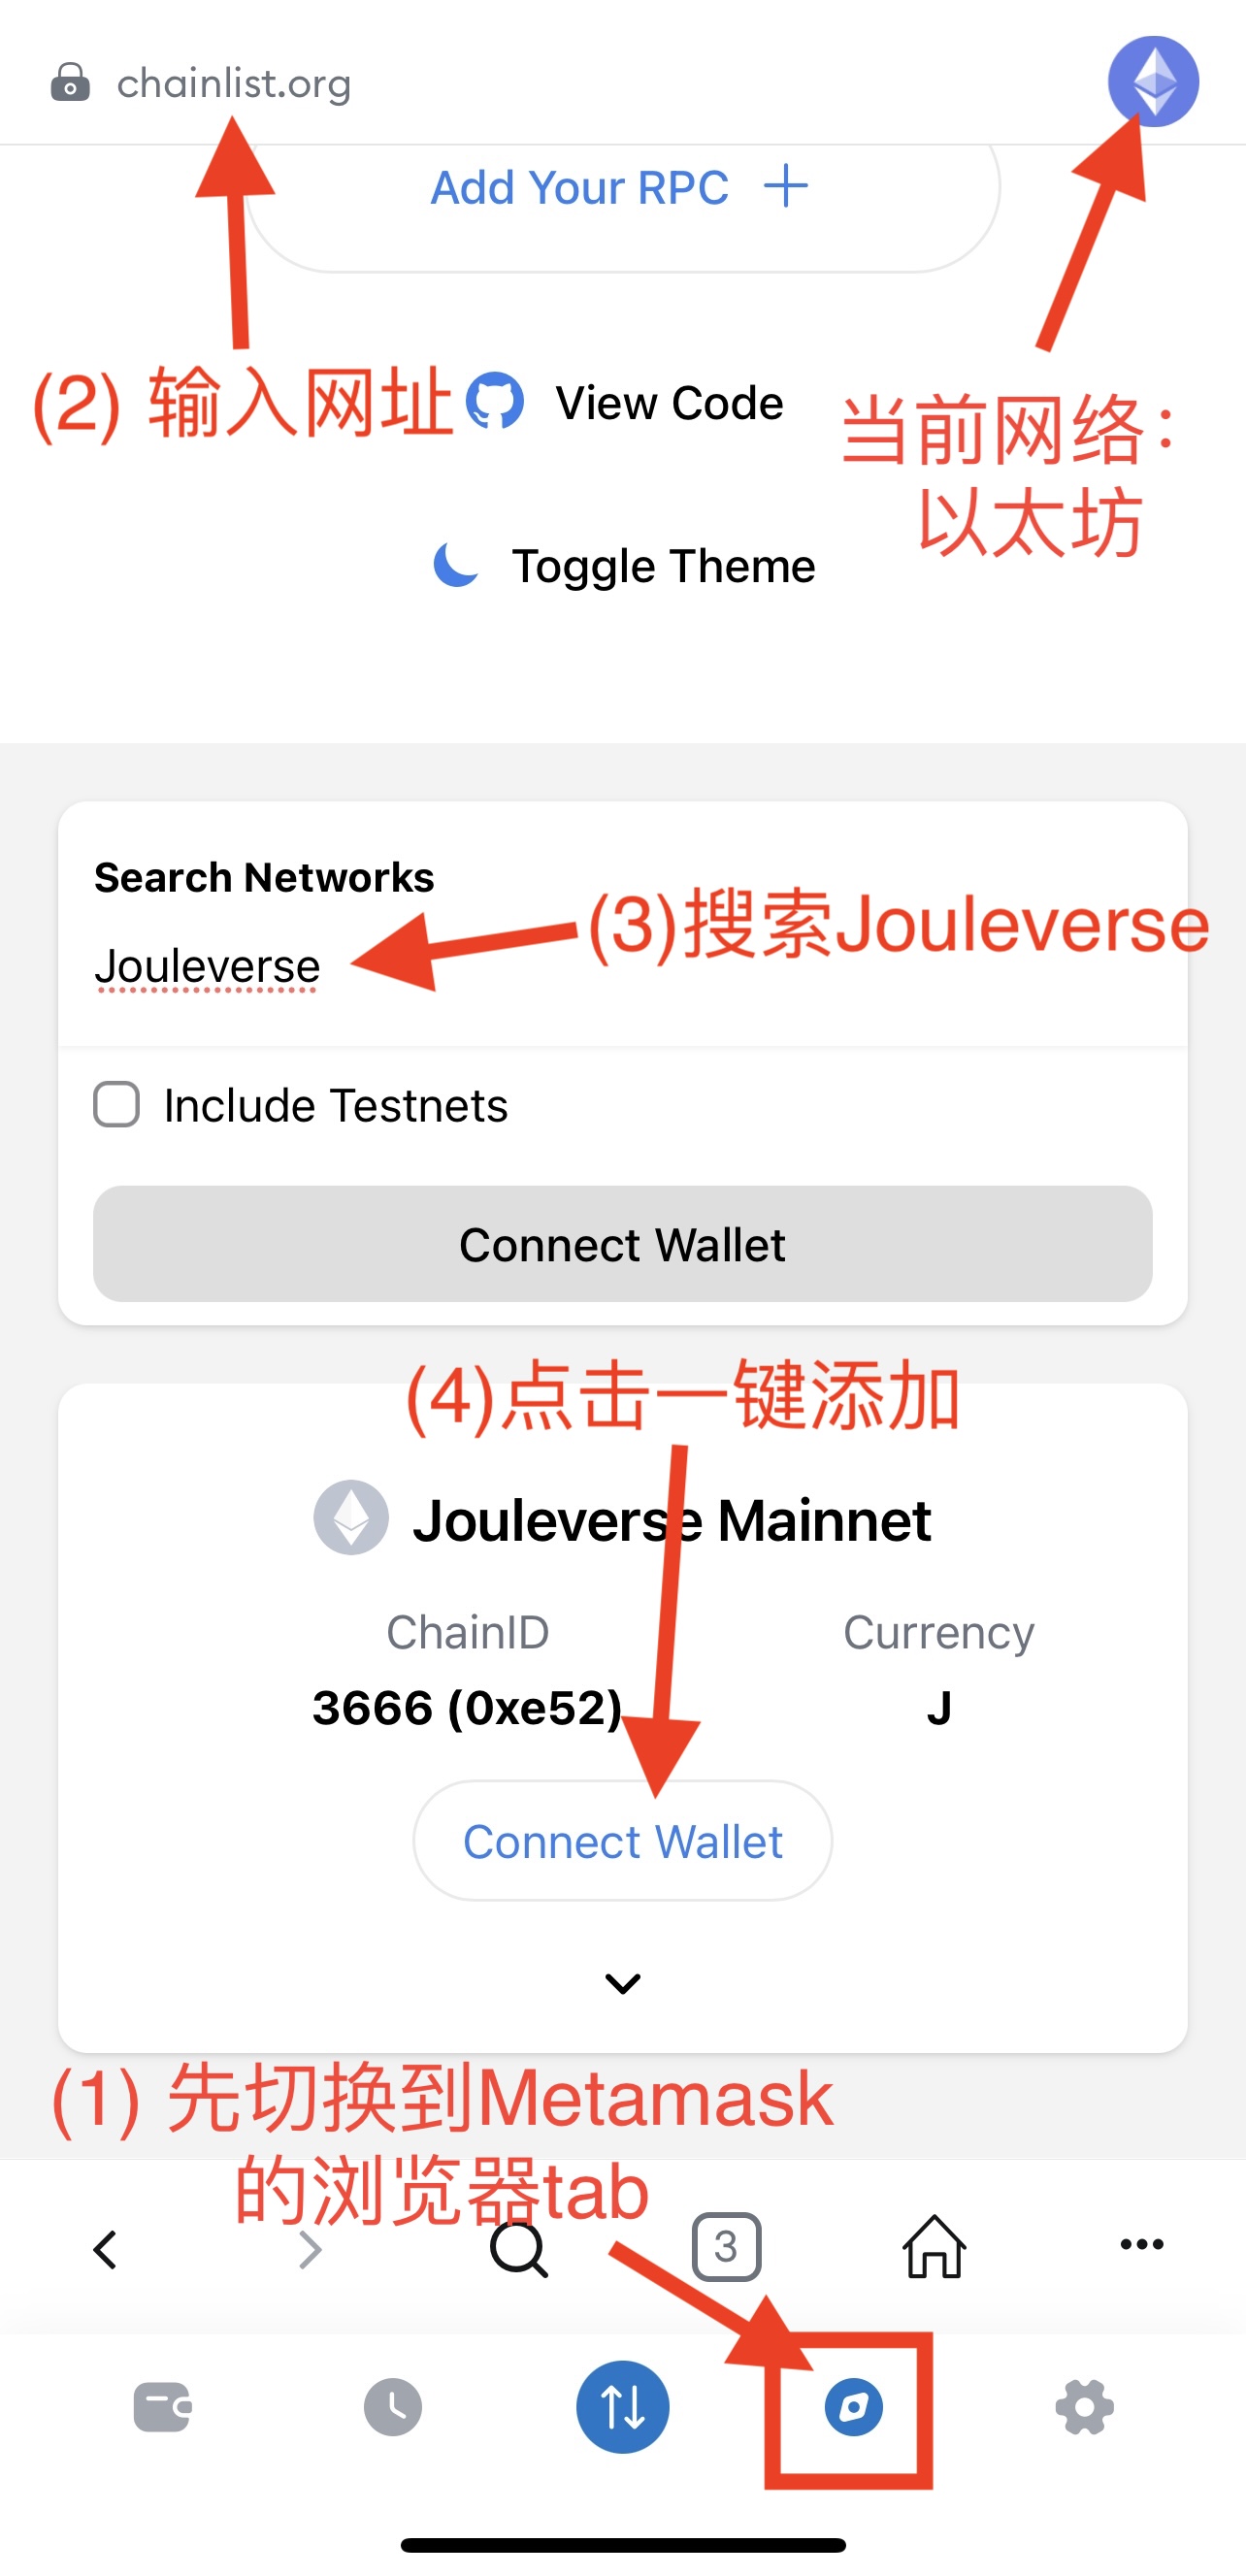 chainlist.org
Add Your RPC
(2) 输入网址
View Code
当前网络：
以太坊
Toggle Theme
Search Networks
(3)搜索Jouleverse
Jouleverse
Include Testnets
Connect Wallet
(4)点击一键添加
Jouleverse Mainnet
ChainID
Currency
3666 (0xe52)
J
Connect Wallet
(1) 先切换到Metamask
的浏览器tab
3